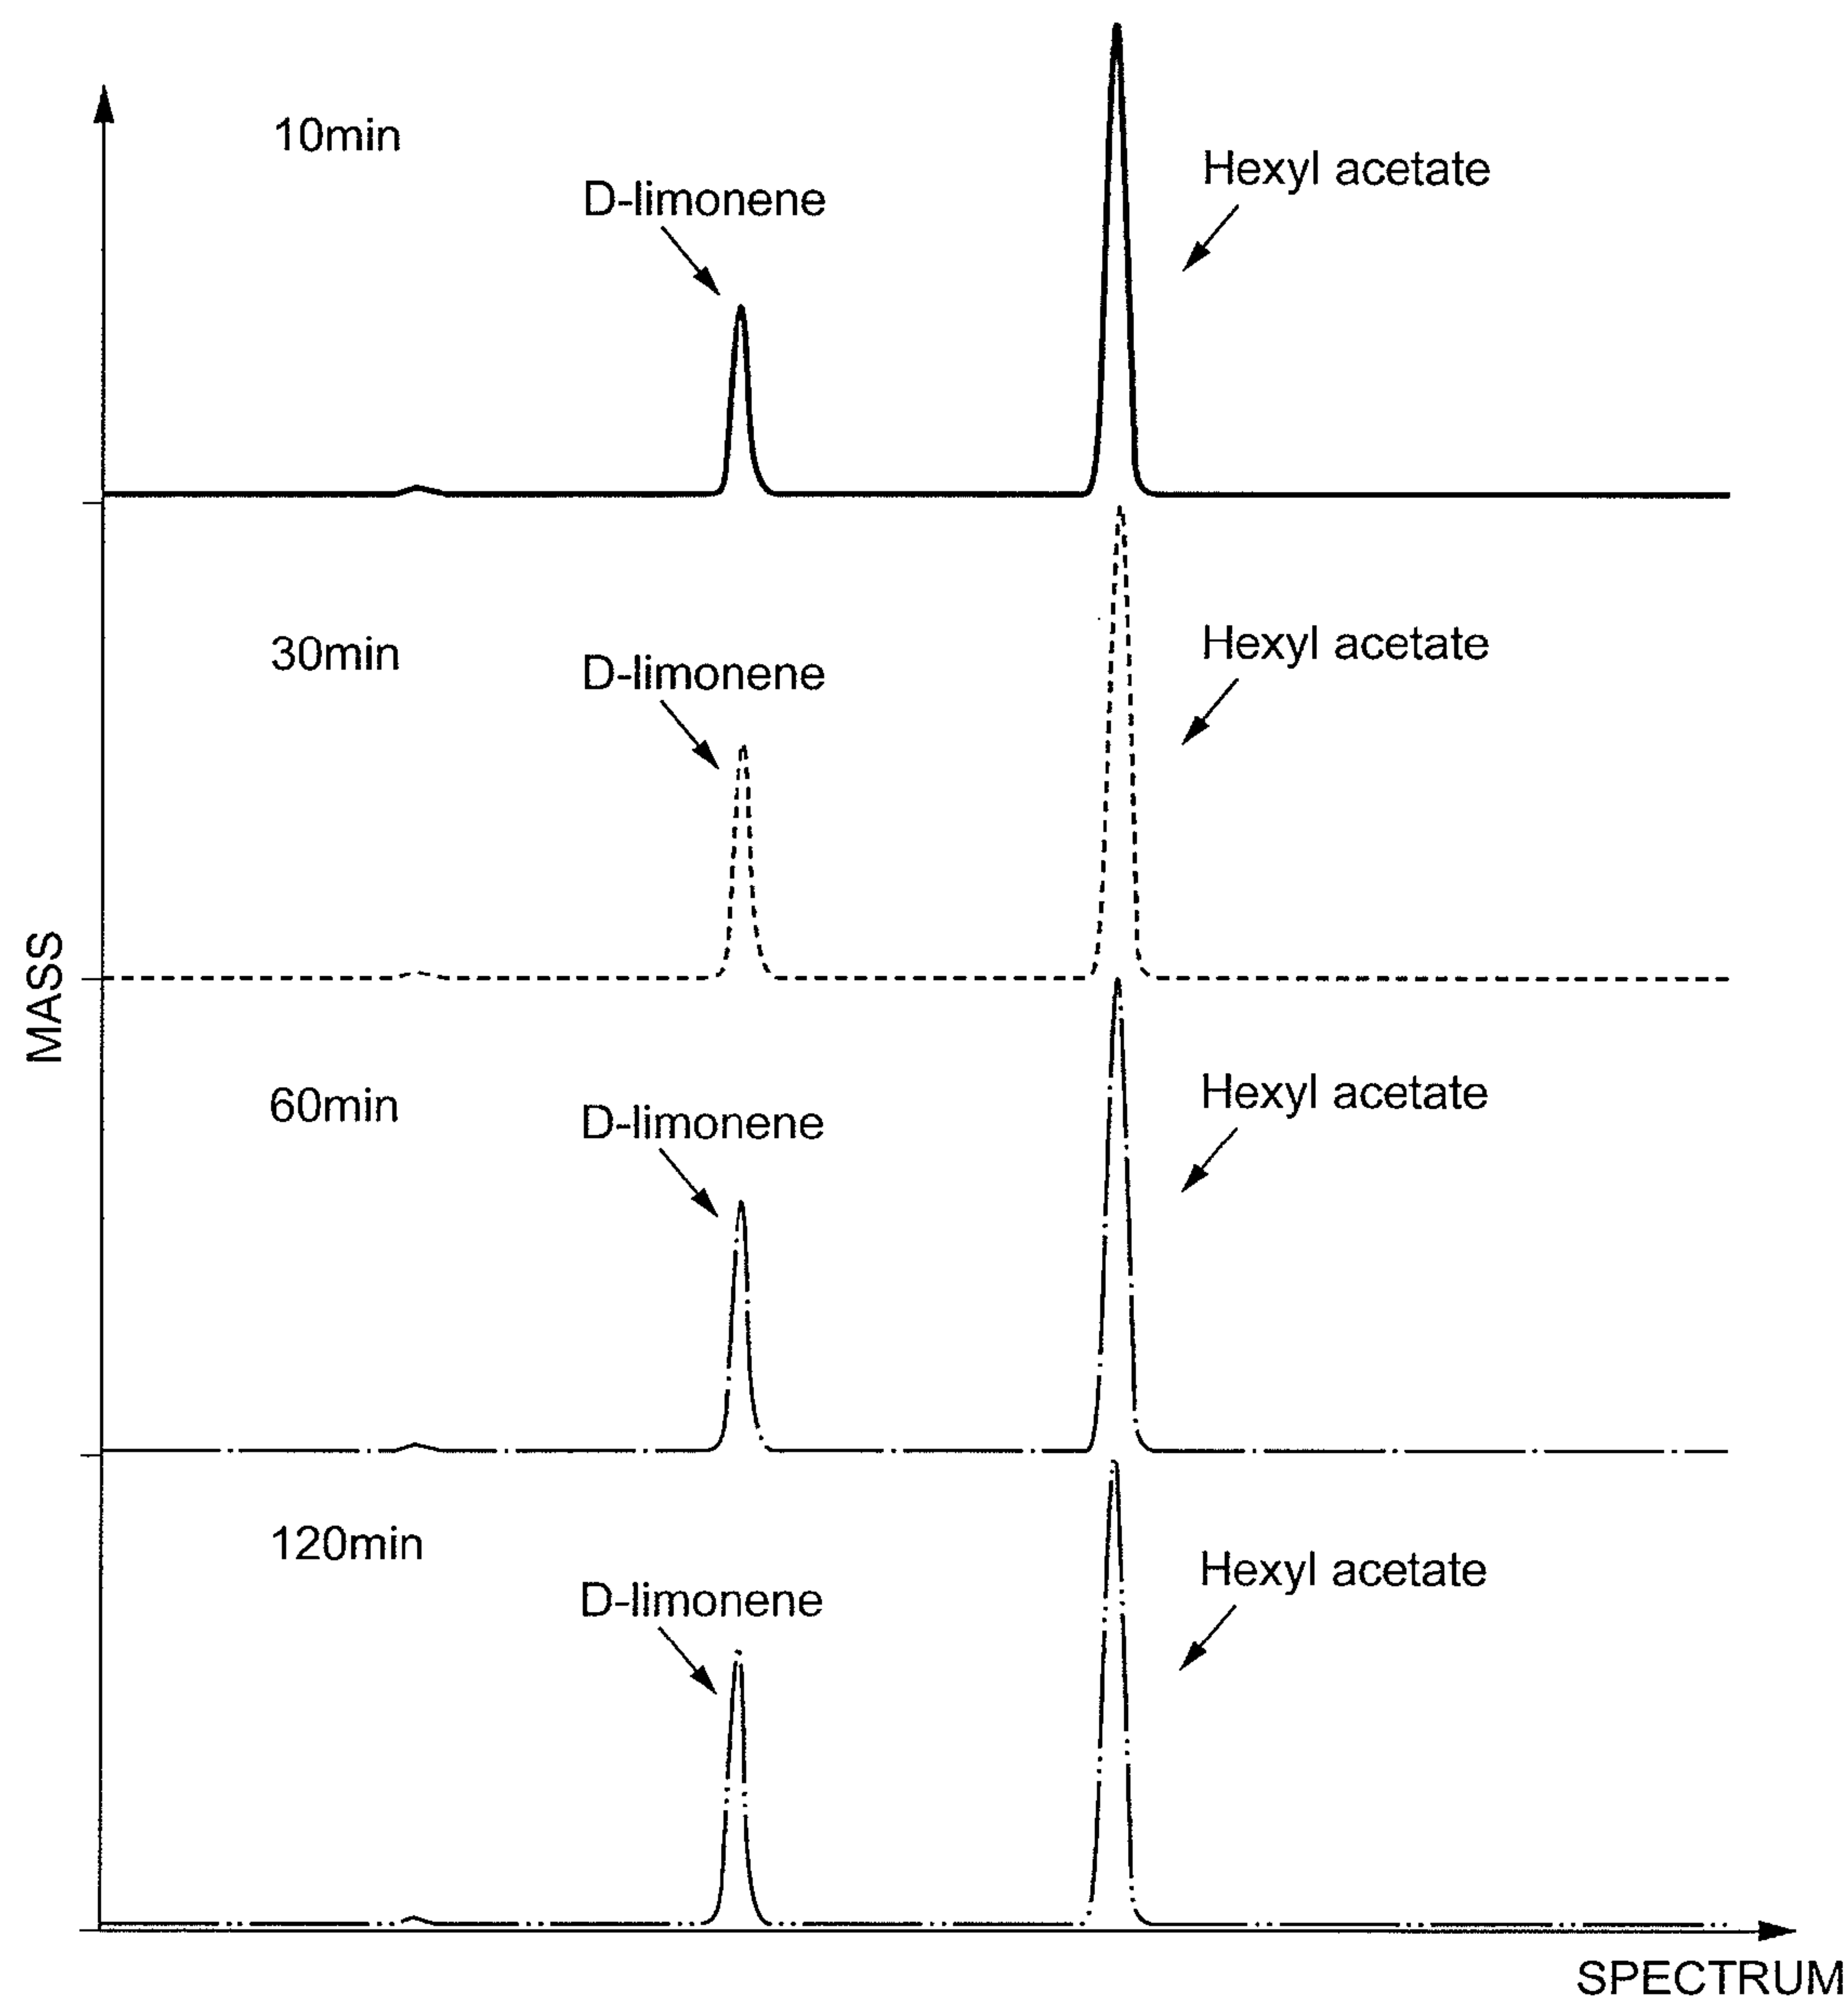 10min
Hexyl acetate
D-limonene
30min
Hexyl acetate
D-limonene
MASS
60min
Hexyl acetate
D-limonene
120min
Hexyl acetate
D-limonene
SPECTRUM